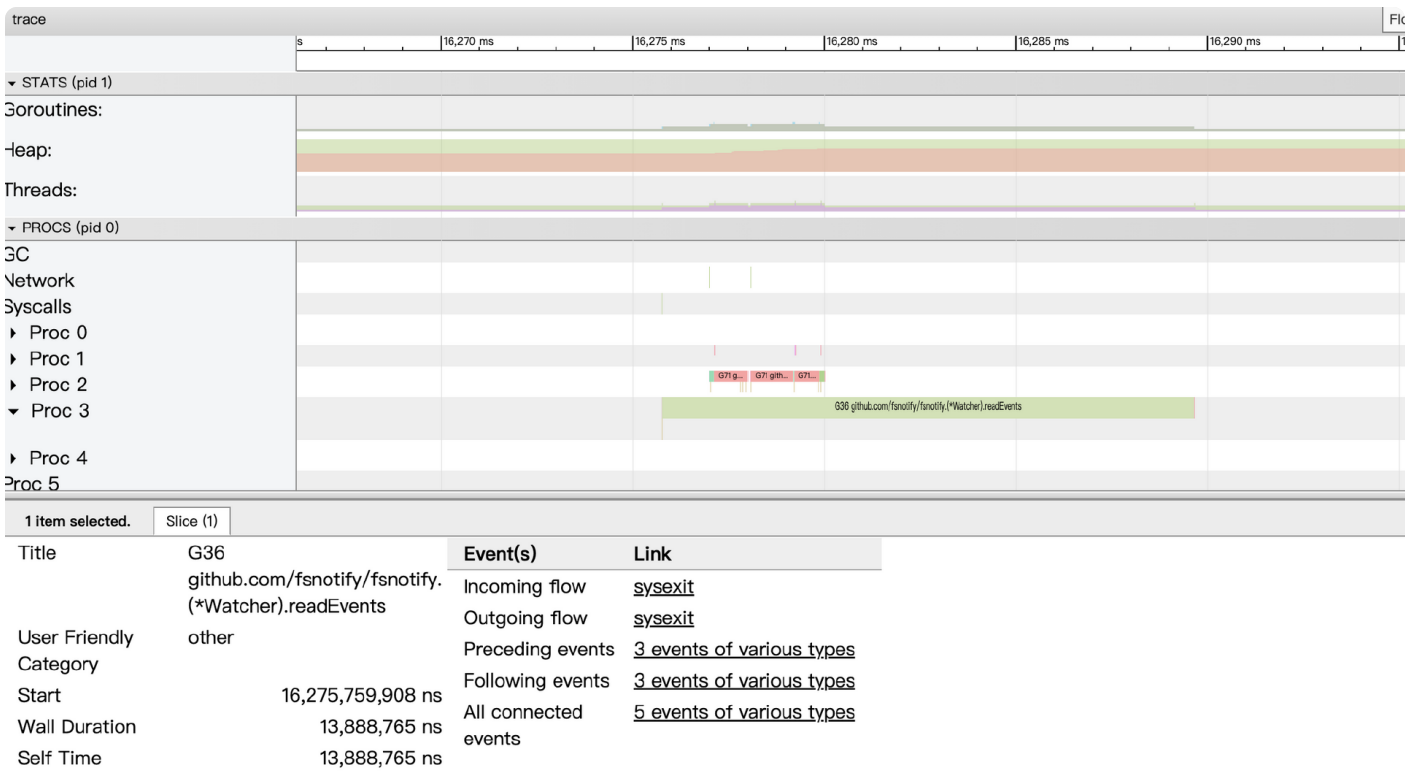 trace
Flo
s
16,270 ms
16,275 ms
16,280 ms
16,285 ms
16,290 ms
STATS (pid 1)
Goroutines:
Heap:
Threads:
PROCS (pid 0)
GC
Network
Syscalls
Proc 0
Proc 1
Proc 2
G71 g...
G71 gith...
G71...
Proc 3
G36 github.com/fsnotify/fsnotify.(*Watcher).readEvents
Proc 4
Proc 5
1 item selected.
Slice (1)
Title
G36
github.com/fsnotify/fsnotify.
(*Watcher).readEvents
User Friendly
Category
other
Start
16,275,759,908 ns
Wall Duration
13,888,765 ns
Self Time
13,888,765 ns
Event(s)
Link
Incoming flow
sysexit
Outgoing flow
sysexit
Preceding events
3 events of various types
Following events
3 events of various types
All connected
events
5 events of various types